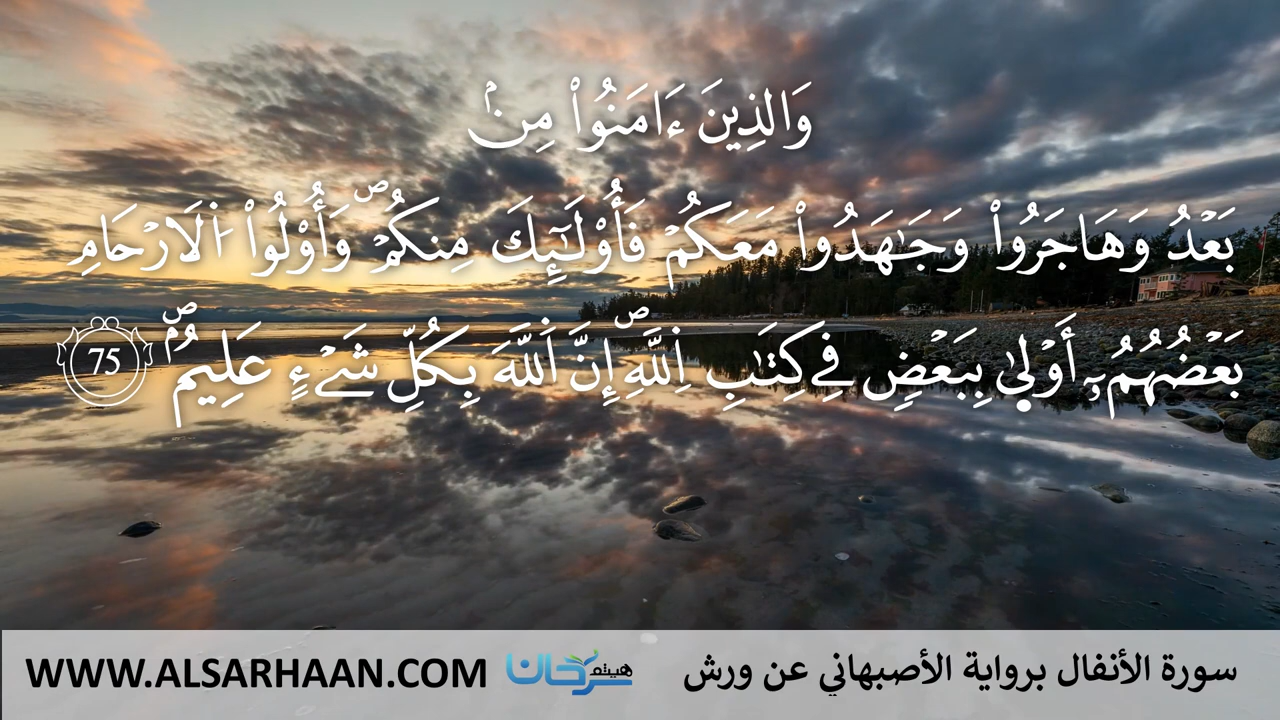 وَالذِينَ ءَامَنُواْ مِنۢ
بَعْدُ وَهَاجَرُواْ وَجَٰهَدُواْ مَعَكُمْ فَأُوْلَٰٓئِكَ مِنكُمْۖ وَأُوْلُواْ اُ۬لَارْحَامِ
بَعْضُهُمُۥٓ أَوْلۭيٰ بِبَعْضٖ فِے كِتَٰبِ اِ۬للَّهِۖ إِنَّ اَ۬للَّهَ بِكُلِّ شَےْءٍ عَلِيمُۢۖ 75
سورة الأنفال برواية الأصبهاني عن ورش
هيثم سرحان
WWW.ALSARHAAN.COM